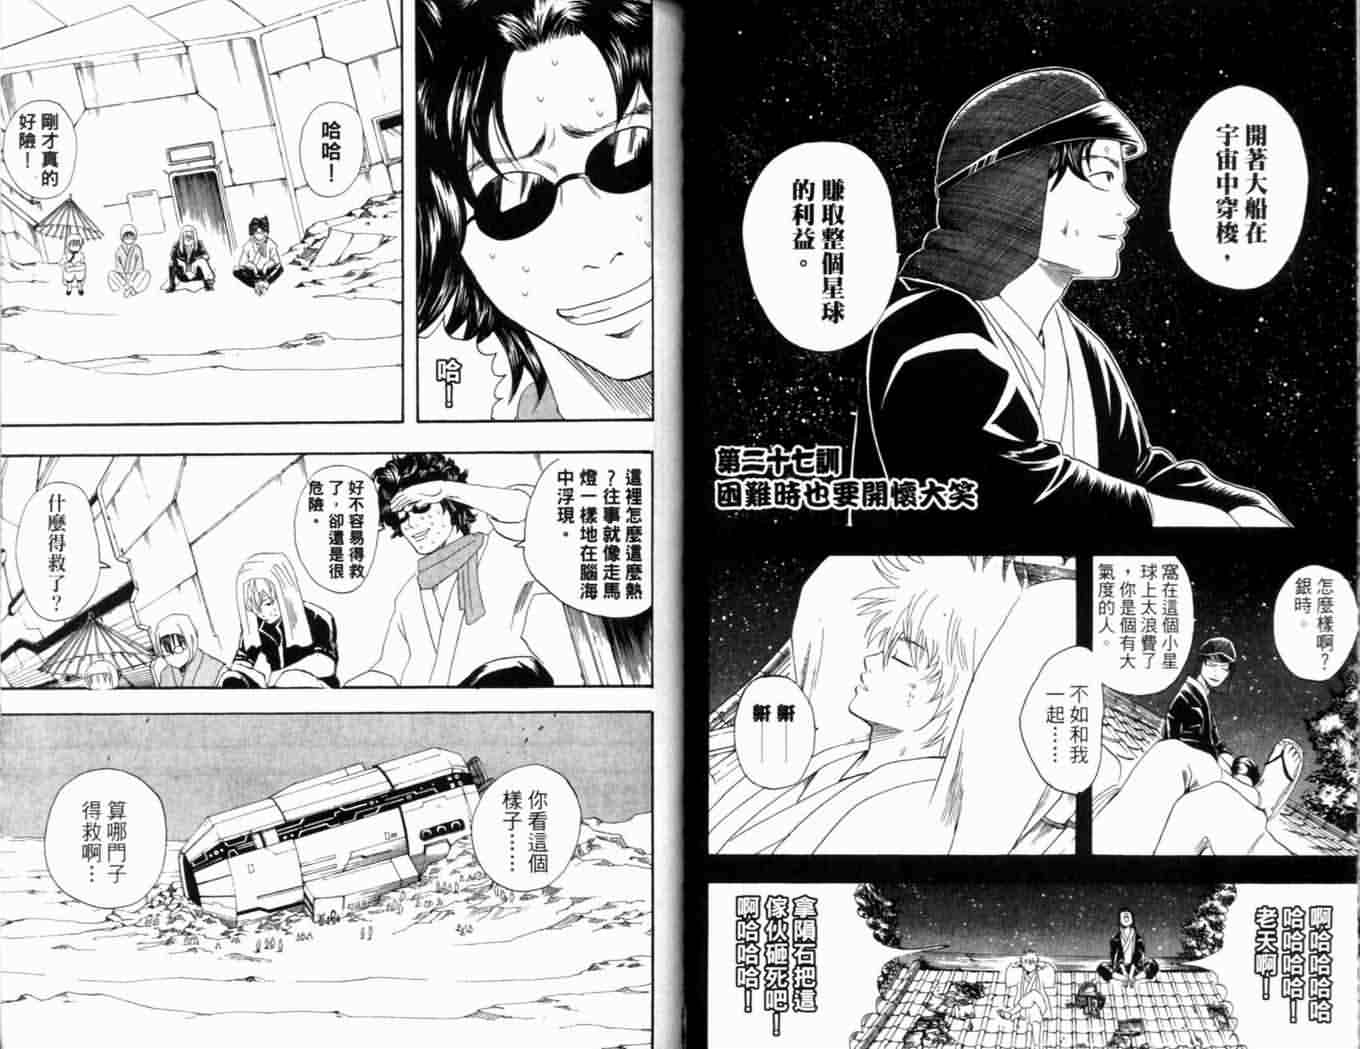 開著大船在
宇宙中穿梭，
賺取整個星球
的利益。
第二十七訓
困難時也要開懷大笑
怎麼樣啊？
銀時。
窩在這個小星
球上太浪費了
，你是個有大
氣度的人。
不如和我
一起……
齁……
齁……
啊哈哈哈哈
哈哈哈哈！
老天啊！
拿隕石把這
傢伙砸死吧！
啊哈哈哈！
哈！
哈哈！
剛才真的
好險！
這裡怎麼這麼熱
？往事就像走馬
燈一樣地在腦海
中浮現。
好不容易得救
了，卻還是很
危險。
什麼得救了？
你看這個
樣子……
算哪門子
得救啊…